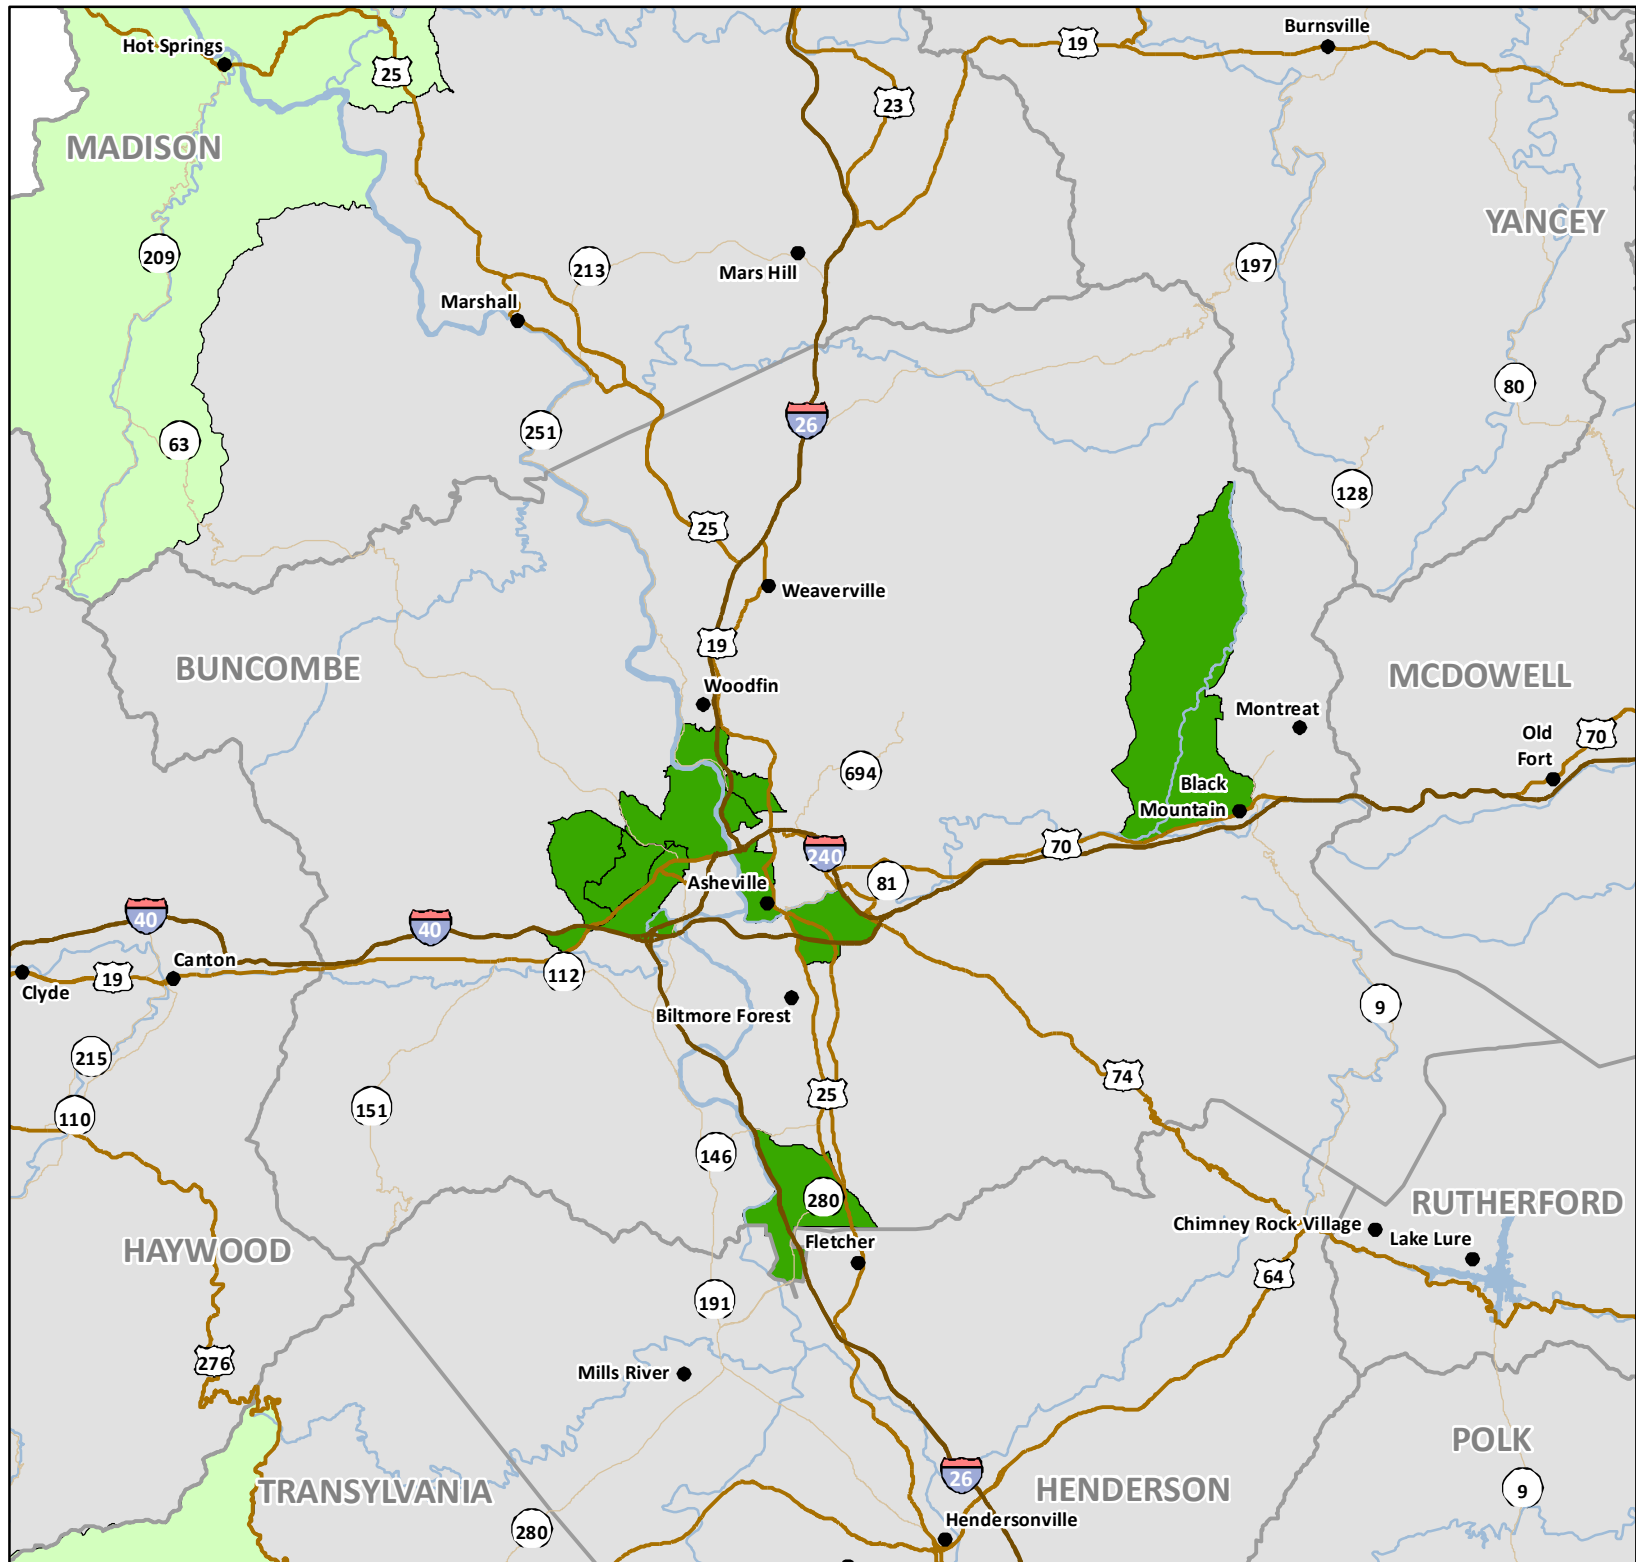 Burnsville
19
Hot Springs
25
23
MADISON
YANCEY
209
213
Mars Hill
197
Marshall
80
26
251
63
128
25
Weaverville
19
BUNCOMBE
MCDOWELL
Woodfin
Montreat
Old
Fort
70
694
Black
Mountain
70
240
Asheville
81
40
40
Canton
112
19
Clyde
Biltmore Forest
9
215
74
25
151
110
146
280
RUTHERFORD
Chimney Rock Village
Lake Lure
HAYWOOD
Fletcher
64
191
276
Mills River
POLK
26
TRANSYLVANIA
HENDERSON
9
Hendersonville
280